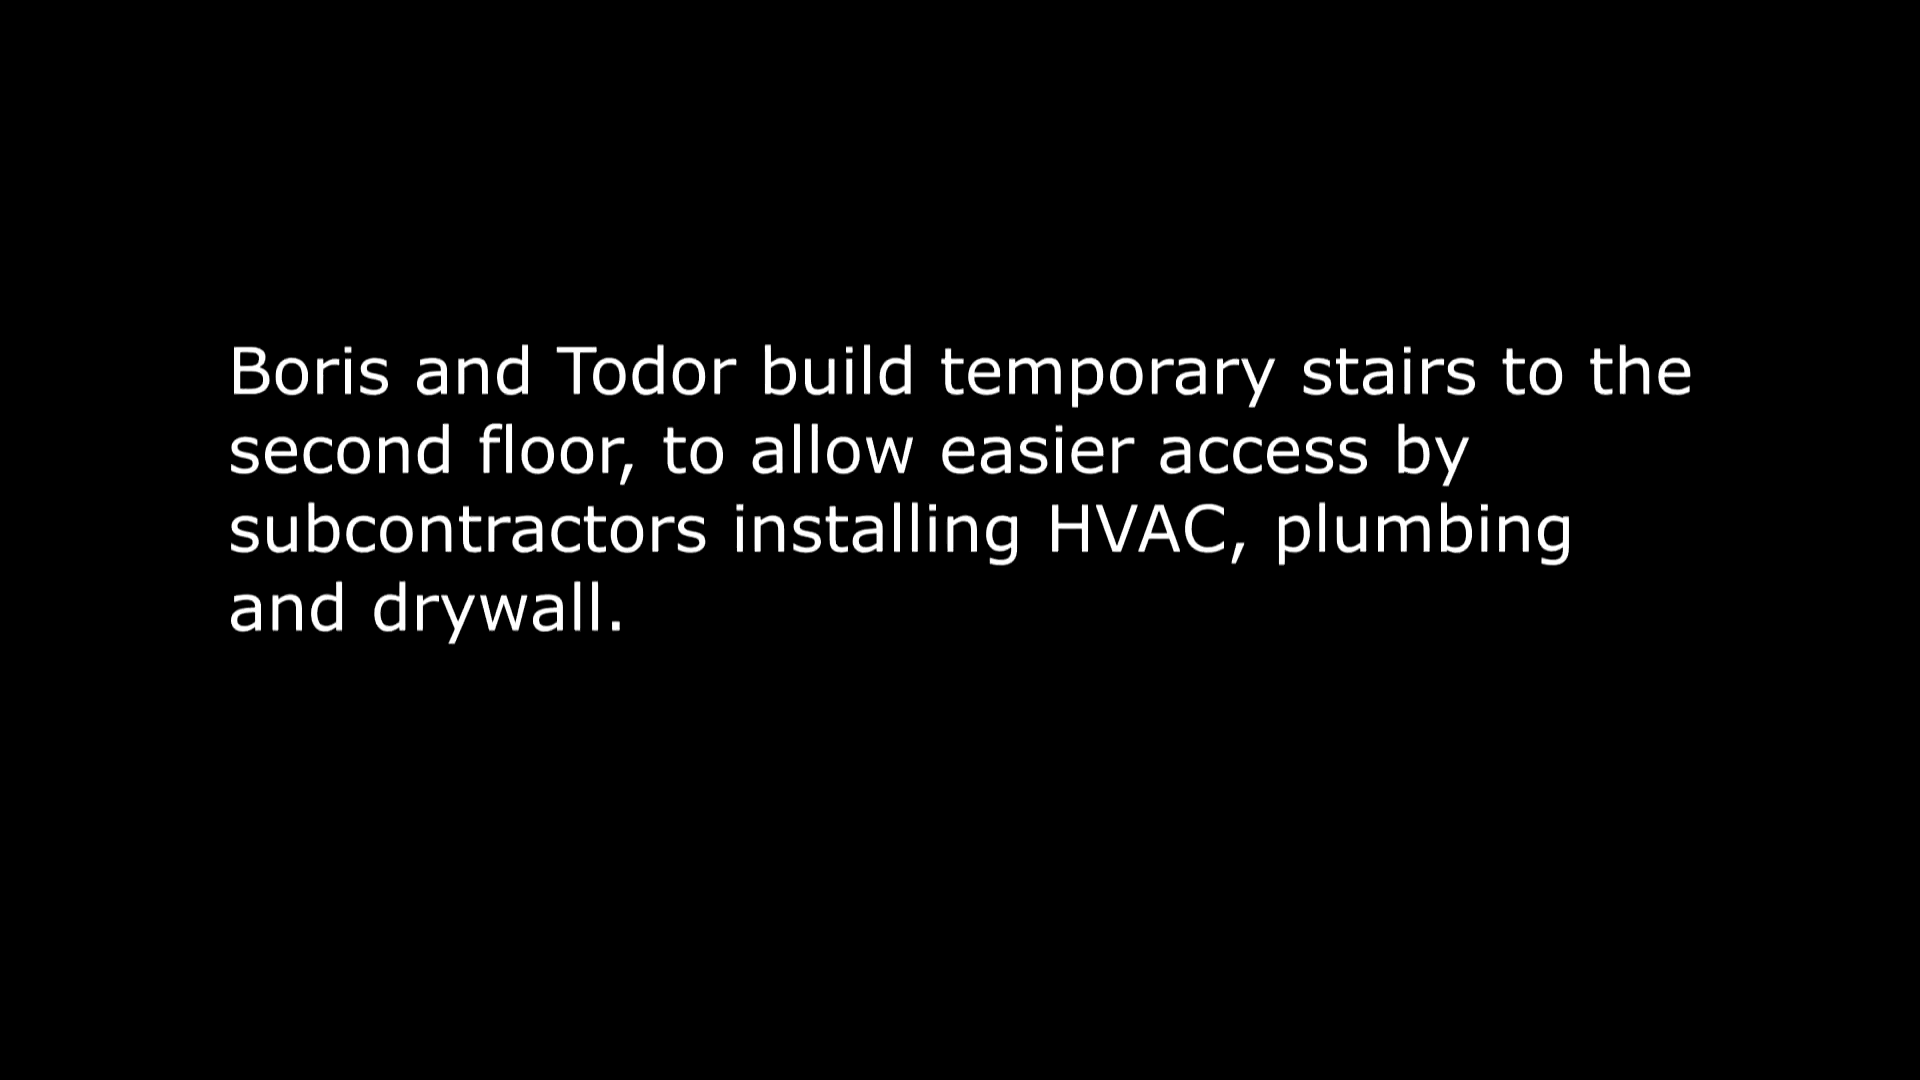 Boris and Todor build temporary stairs to the
second floor, to allow easier access by
subcontractors installing HVAC, plumbing
and drywall.